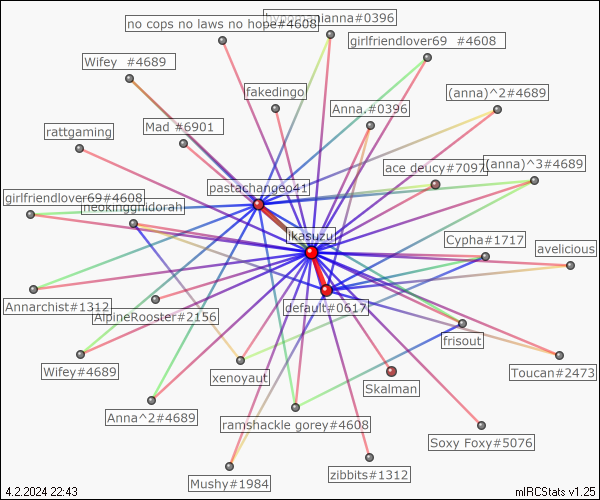 no cops no laws no hope#4608
anna#0396
girlfriendlover69 #4608
Wifey #4689
fakedingo
(anna)^2#4689
Anna.#0396
Mad #6901
rattgaming
ace deucy#7097
(anna)^3#4689
pastachangeo41
girlfriendlover69#4608
neokingghidorah
ikasuzu
Cypha#1717
avelicious
Annarchist#1312
AlpineRooster#2156
default#0617
frisout
Wifey#4689
xenoyaut
Skalman
Toucan#2473
Anna^2#4689
ramshackle gorey#4608
Soxy Foxy#5076
Mushy#1984
zibbits#1312
4.2.2024 22:43
mIRCStats v1.25